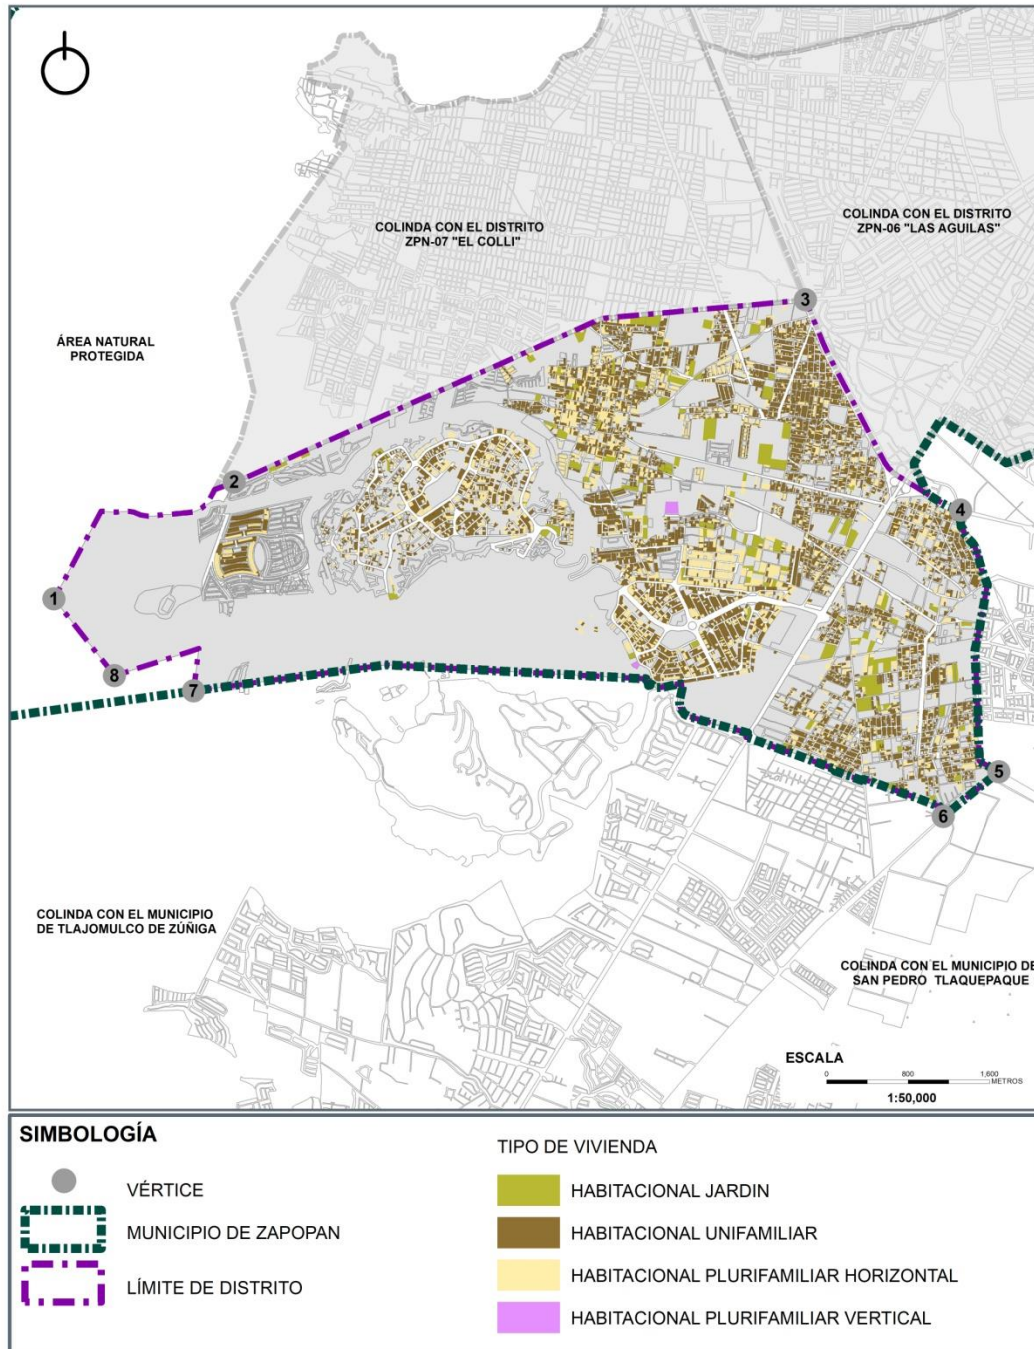 COLINDA CON EL DISTRITO
ZPN-07 "EL COLLI"
COLINDA CON EL DISTRITO
ZPN-06 "LAS AGUILAS"
ÁREA NATURAL
PROTEGIDA
3
2
4
1
8
7
5
6
COLINDA CON EL MUNICIPIO
DE TLAJOMULCO DE ZÚÑIGA
COLINDA CON EL MUNICIPIO DE
SAN PEDRO TLAQUEPAQUE
ESCALA
0 800 1,600
METROS
1:50,000
SIMBOLOGÍA
VÉRTICE
MUNICIPIO DE ZAPOPAN
LÍMITE DE DISTRITO
TIPO DE VIVIENDA
HABITACIONAL JARDIN
HABITACIONAL UNIFAMILIAR
HABITACIONAL PLURIFAMILIAR HORIZONTAL
HABITACIONAL PLURIFAMILIAR VERTICAL